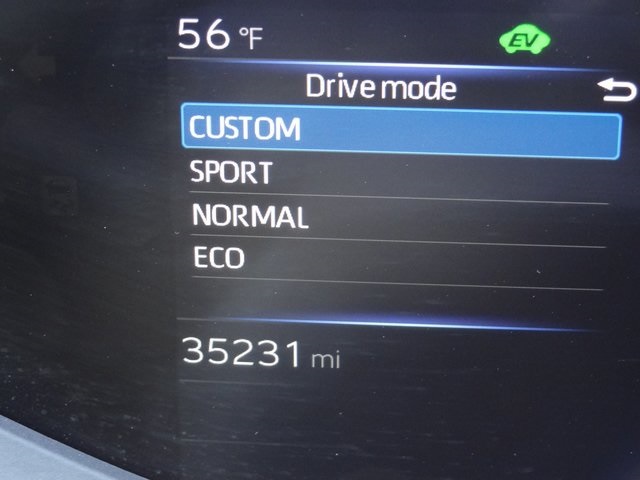 56 °F
EV
Drive mode
CUSTOM
SPORT
NORMAL
ECO
35231 mi